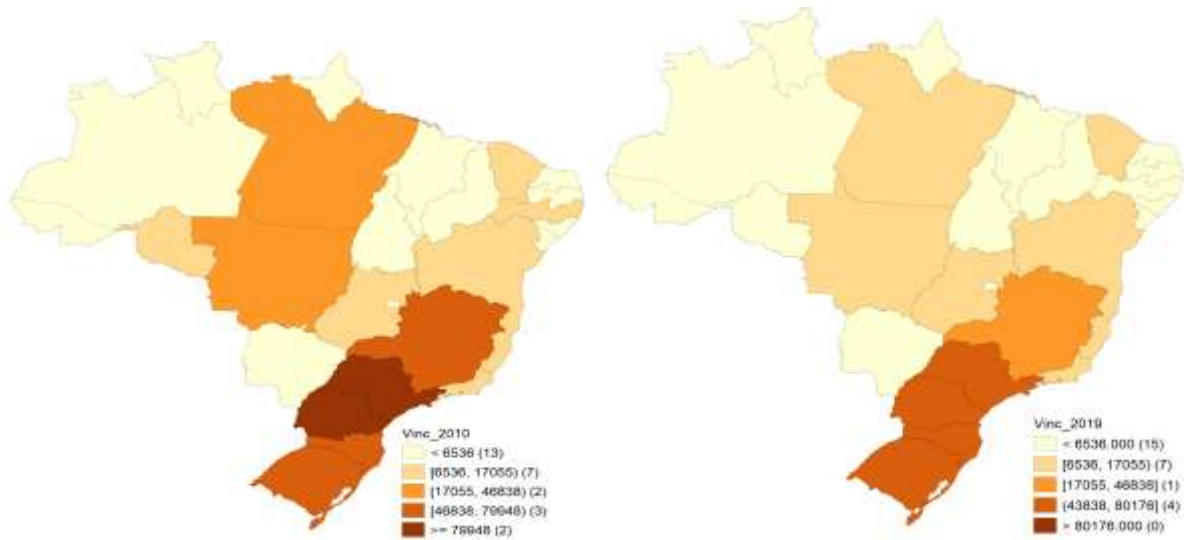 Vinc_2010
< 6536 (13)
[6536, 17055) (7)
[17055, 46838) (2)
[46838, 79948) (3)
>= 79948 (2)
Vinc_2019
< 6536.000 (15)
[6536, 17055) (7)
[17055, 46838] (1)
(43838, 80176] (4)
> 80176.000 (0)